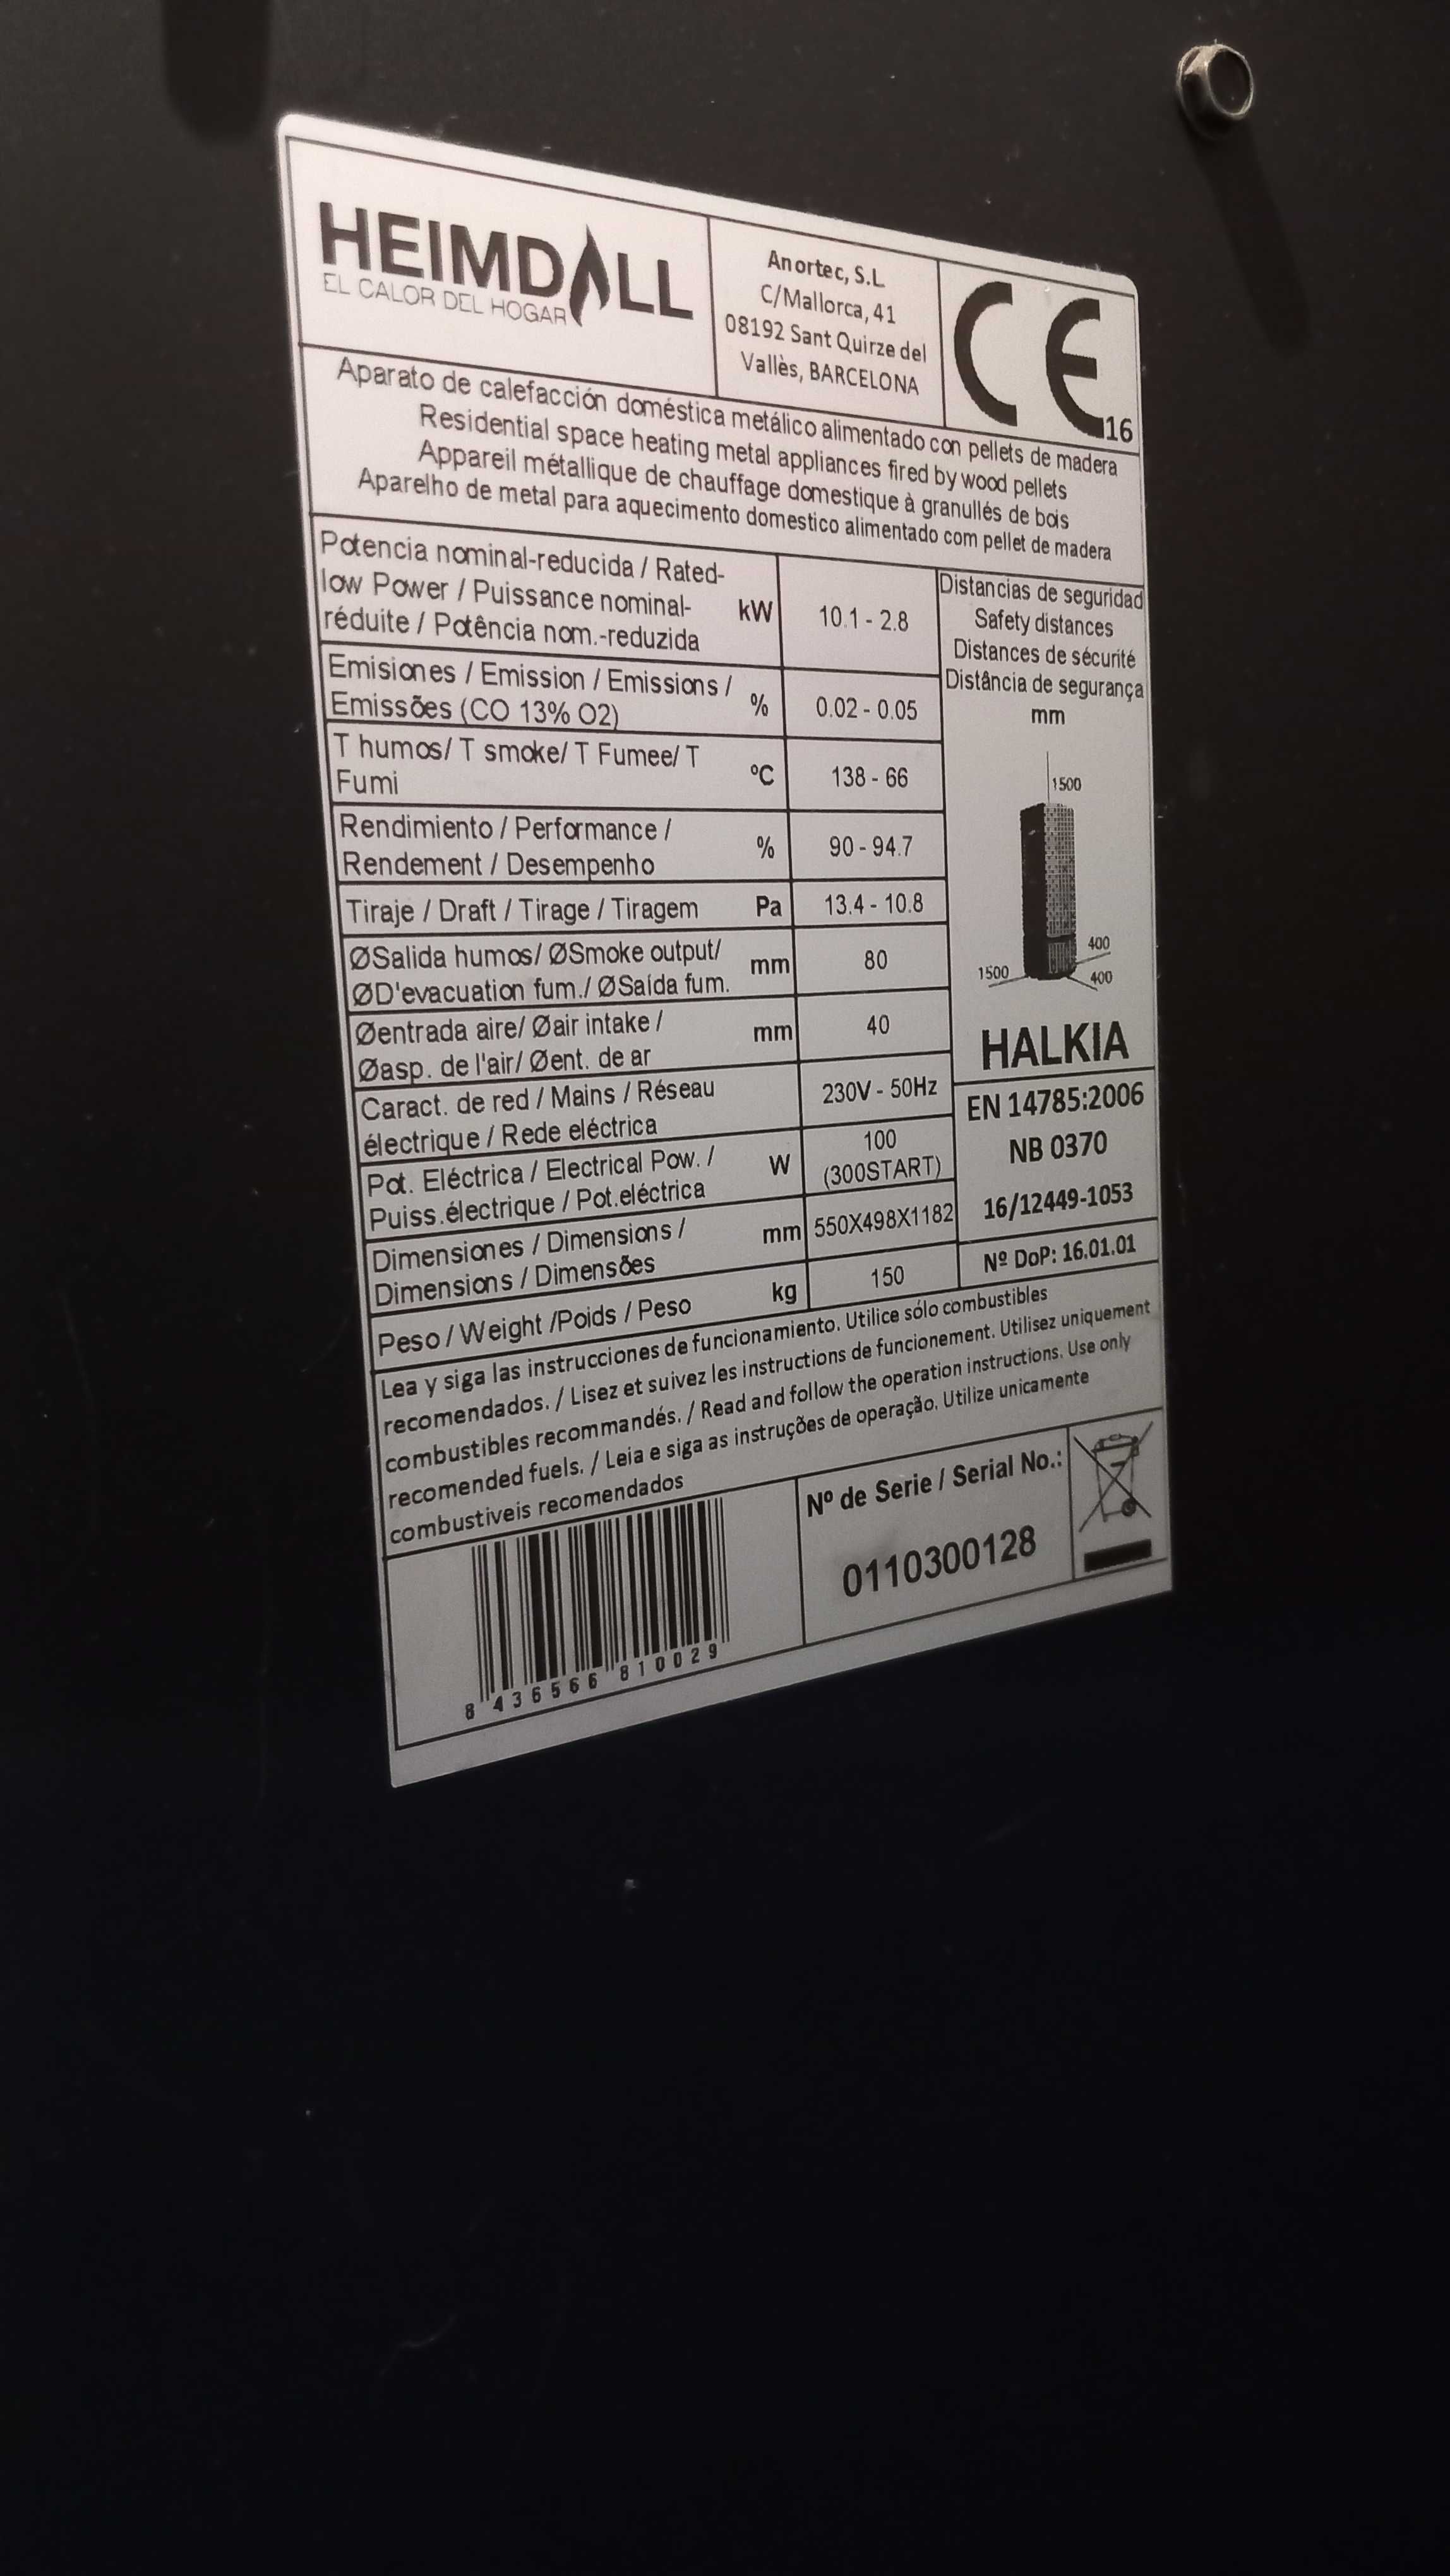 HEIMDALL
EL CALOR DEL HOGAR
Anortec, S.L.
C/Mallorca, 41
08192 Sant Quirze del
Vallès, BARCELONA
CE
16
Aparato de calefacción doméstica metálico alimentado con pellets de madera
Residential space heating metal appliances fired by wood pellets
Appareil métallique de chauffage domestique à granullés de bois
Aparelho de metal para aquecimento domestico alimentado com pellet de madera
Potencia nominal-reducida / Rated-
low Power / Puissance nominal-
réduite / Potência nom.-reduzida
kW
10.1 - 2.8
Emisiones / Emission / Emissions /
Emissões (CO 13% O2)
%
0.02 - 0.05
T humos/ T smoke/ T Fumee/ T
Fumi
ºC
138 - 66
Rendimiento / Performance /
Rendement / Desempenho
%
90 - 94.7
Tiraje / Draft / Tirage / Tiragem
Pa
13.4 - 10.8
ØSalida humos/ ØSmoke output/
ØD'evacuation fum./ ØSaída fum.
mm
80
Øentrada aire/ Øair intake /
Øasp. de l'air/ Øent. de ar
mm
40
Caract. de red / Mains / Réseau
électrique / Rede eléctrica
230V - 50Hz
Pot. Eléctrica / Electrical Pow. /
Puiss.électrique / Pot.eléctrica
W
100
(300START)
Dimensiones / Dimensions /
Dimensions / Dimensões
mm
550X498X1182
Peso / Weight /Poids / Peso
kg
150
Distancias de seguridad
Safety distances
Distances de sécurité
Distância de segurança
mm
1500
400
1500
400
HALKIA
EN 14785:2006
NB 0370
16/12449-1053
Nº DoP: 16.01.01
Lea y siga las instrucciones de funcionamiento. Utilice sólo combustibles
recomendados. / Lisez et suivez les instructions de funcionement. Utilisez uniquement
combustibles recommandés. / Read and follow the operation instructions. Use only
recomended fuels. / Leia e siga as instruções de operação. Utilize unicamente
combustiveis recomendados
8 436566 810029
Nº de Serie / Serial No.:
0110300128